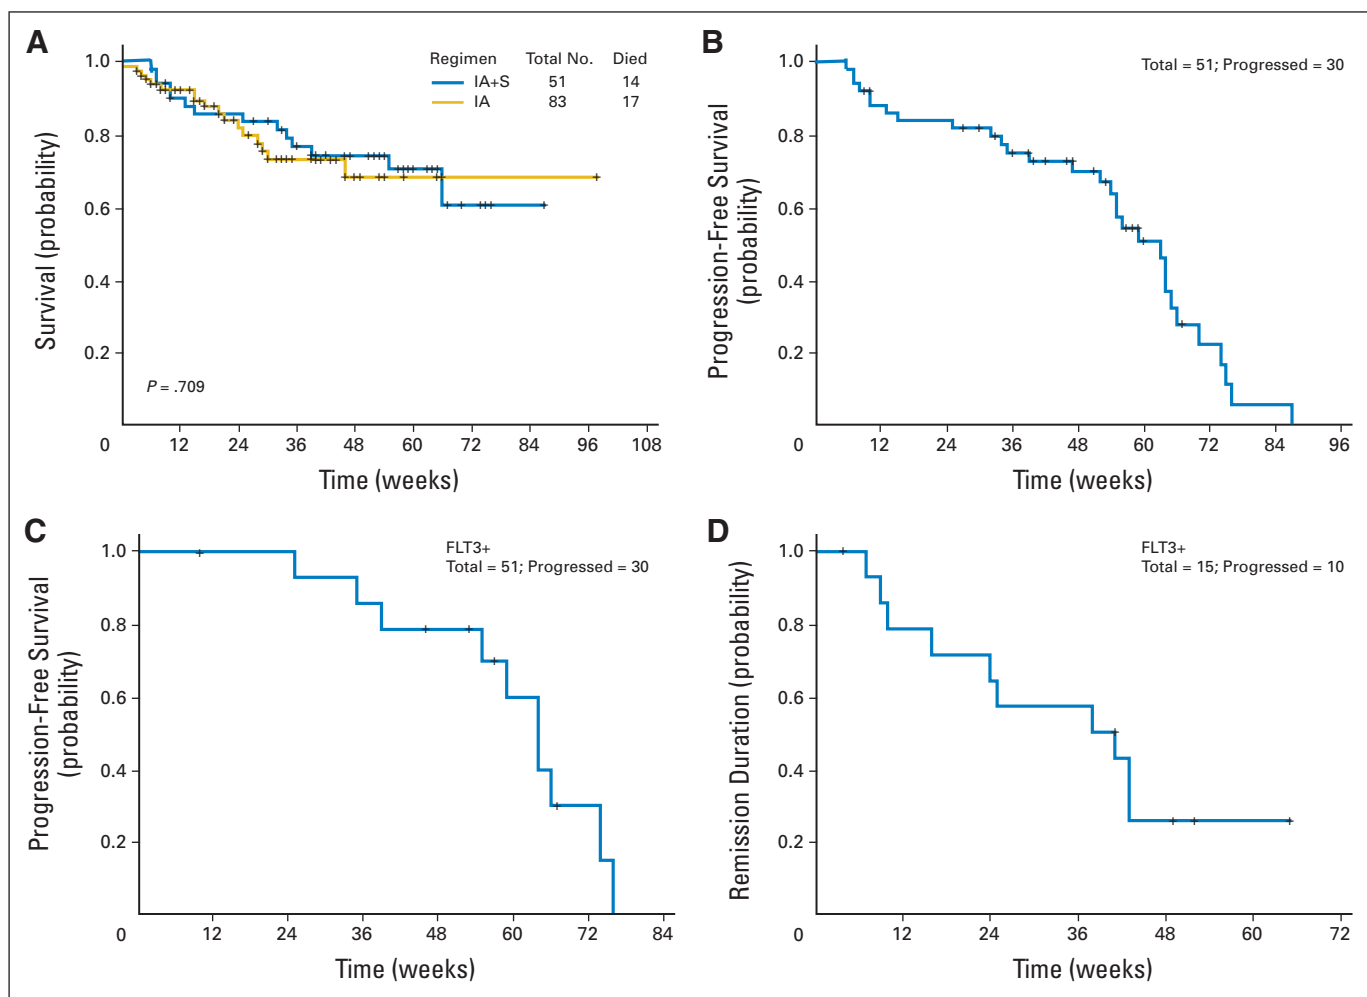 A
Regimen Total No. Died
IA+S 51 14
IA 83 17
Survival (probability)
1.0
0.8
0.6
0.4
0.2
P = .709
0 12 24 36 48 60 72 84 96 108
Time (weeks)
B
Total = 51; Progressed = 30
Progression-Free Survival
(probability)
1.0
0.8
0.6
0.4
0.2
0 12 24 36 48 60 72 84 96
Time (weeks)
C
FLT3+
Total = 51; Progressed = 30
Progression-Free Survival
(probability)
1.0
0.8
0.6
0.4
0.2
0 12 24 36 48 60 72 84
Time (weeks)
D
FLT3+
Total = 15; Progressed = 10
Remission Duration (probability)
1.0
0.8
0.6
0.4
0.2
0 12 24 36 48 60 72
Time (weeks)